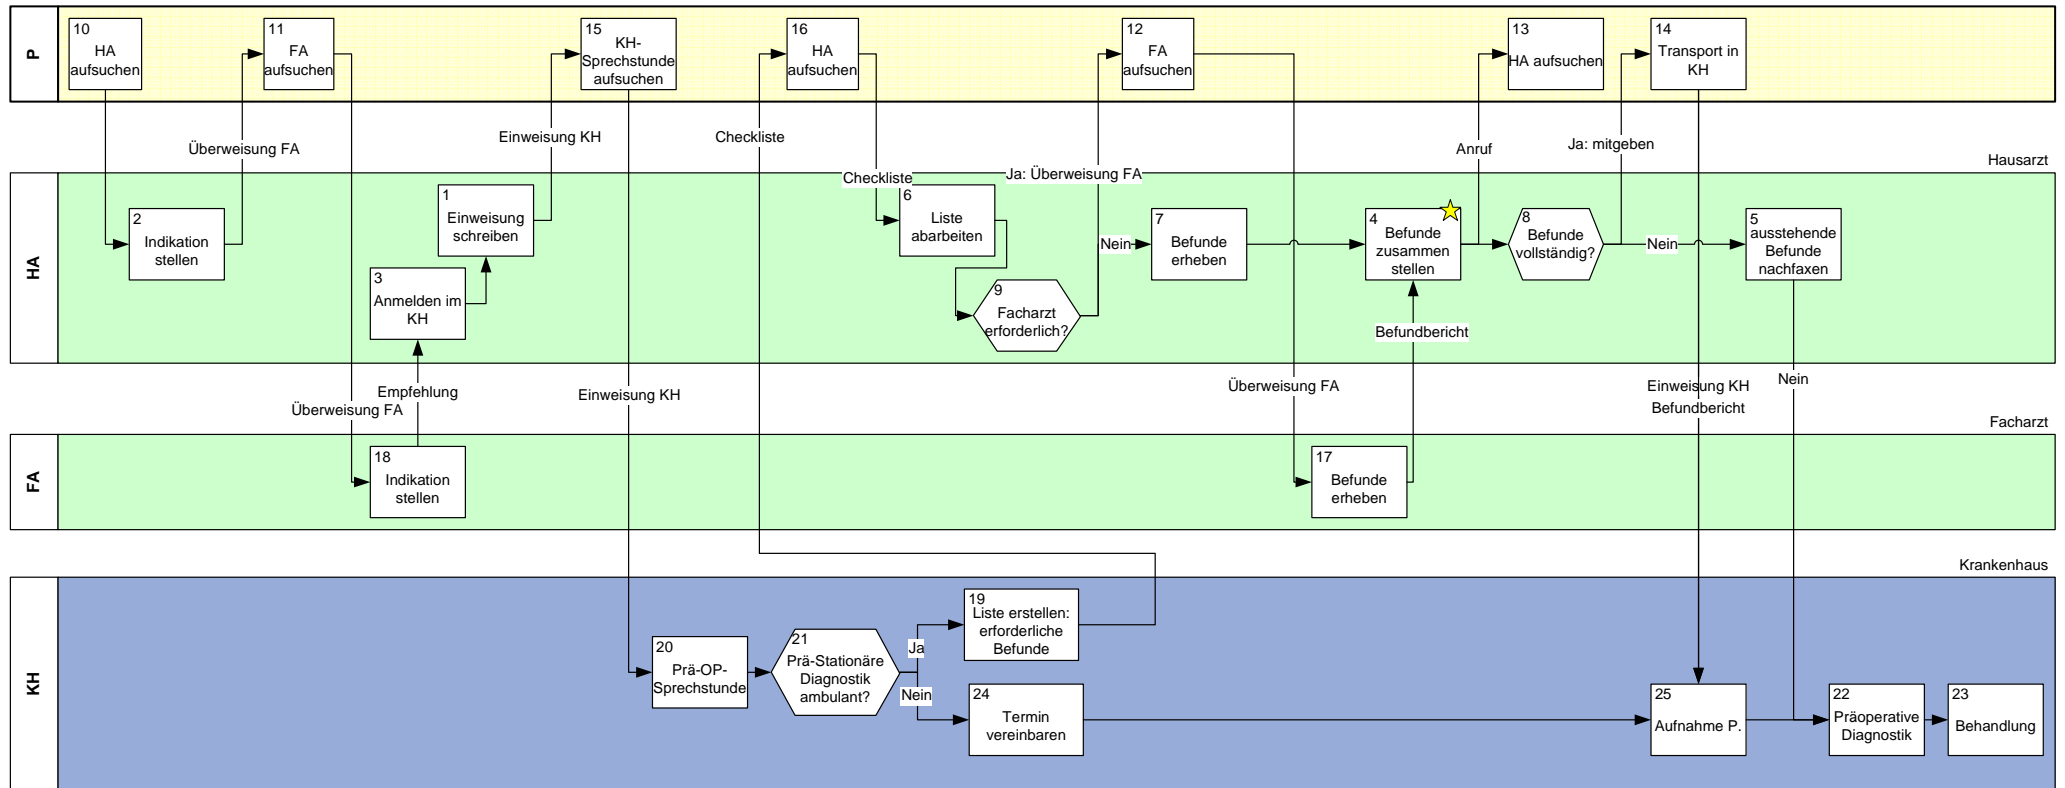 P
10
HA
aufsuchen
11
FA
aufsuchen
15
KH-
Sprechstunde
aufsuchen
16
HA
aufsuchen
12
FA
aufsuchen
13
HA aufsuchen
14
Transport in
KH
Überweisung FA
Einweisung KH
Checkliste
Anruf
Ja: mitgeben
Hausarzt
HA
Checkliste
Ja: Überweisung FA
2
Indikation
stellen
3
Anmelden im
KH
1
Einweisung
schreiben
6
Liste
abarbeiten
9
Facharzt
erforderlich?
Nein
7
Befunde
erheben
4
Befunde
zusammen
stellen
8
Befunde
vollständig?
Nein
5
ausstehende
Befunde
nachfaxen
Befundbericht
Empfehlung
Überweisung FA
Einweisung KH
Überweisung FA
Einweisung KH
Befundbericht
Nein
Facharzt
FA
18
Indikation
stellen
17
Befunde
erheben
Krankenhaus
KH
20
Prä-OP-
Sprechstunde
21
Prä-Stationäre
Diagnostik
ambulant?
Ja
Nein
19
Liste erstellen:
erforderliche
Befunde
24
Termin
vereinbaren
25
Aufnahme P.
22
Präoperative
Diagnostik
23
Behandlung